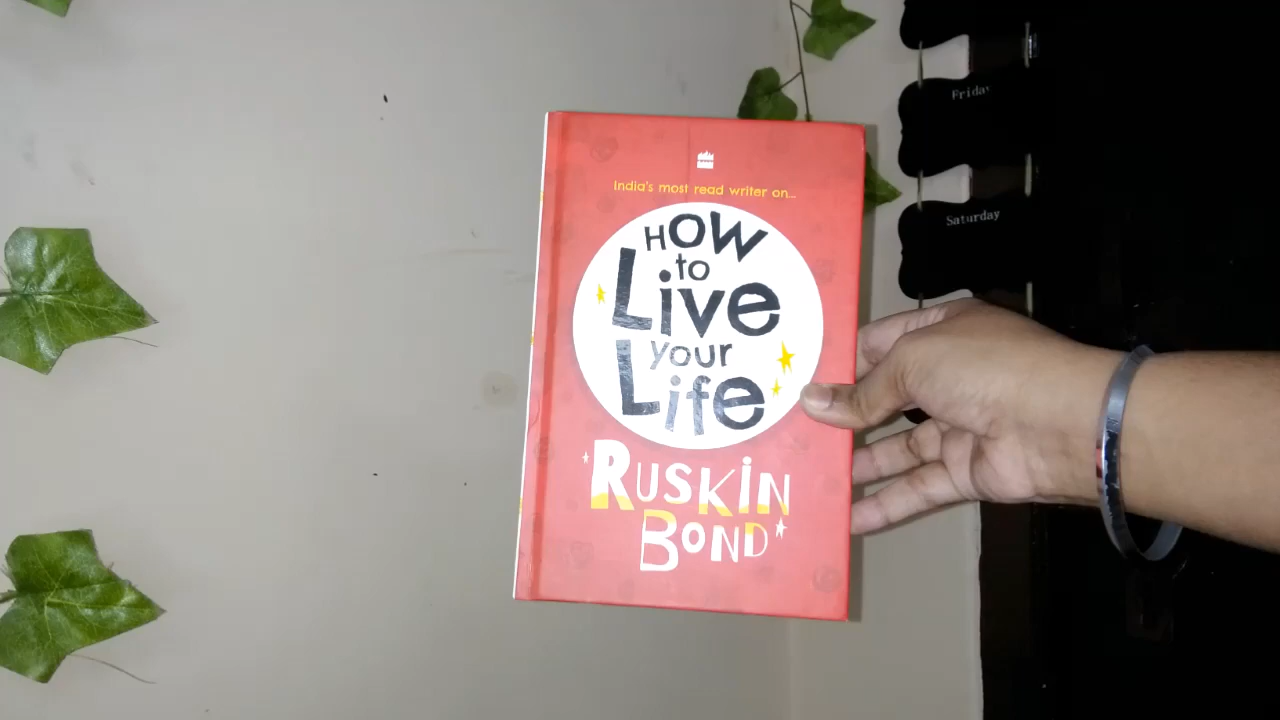 India's most read writer on...
How
to
Live
your
Life
RUSKIN
BOND
Friday
Saturday